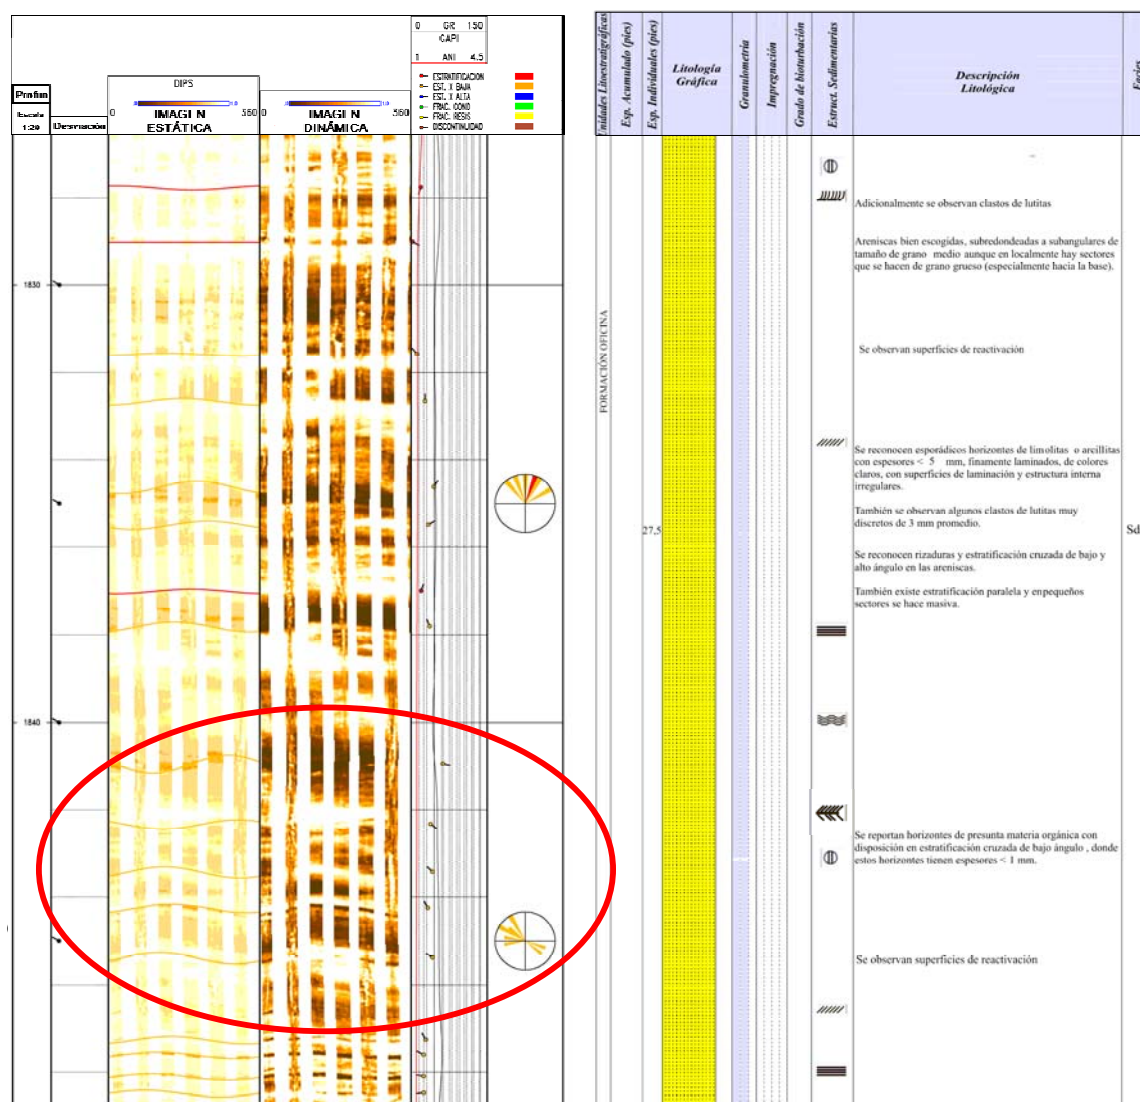 0 GR 150
CAPI
1 ANI 4.5
ESTRATIFICACION
EST. X BAJA
EST. X ALTA
FRAC. COND
FRAC. RESIS
DISCONTINUIDAD
1:20
Desviación
DIPS
0
IMAGI N
ESTÁTICA
360
0
IMAGI N
DINÁMICA
360
1830
1840
Unidades Litoestratigráficas
Esp. Acumulado (pies)
Esp. Individuales (pies)
Litología
Gráfica
Granulometría
Impregnación
Grado de bioturbación
Estruct. Sedimentarias
Descripción
Litológica
Facies
FORMACIÓN OFICINA
27,5
Adicionalmente se observan clastos de lutitas
Areniscas bien escogidas, subredondeadas a subangulares de
tamaño de grano medio aunque en localmente hay sectores
que se hacen de grano grueso (especialmente hacia la base).
Se observan superficies de reactivación
Se reconocen esporádicos horizontes de limolitas o arcillitas
con espesores < 5 mm, finamente laminados, de colores
claros, con superficies de laminación y estructura interna
irregulares.
También se observan algunos clastos de lutitas muy
discretos de 3 mm promedio.
Se reconocen rizaduras y estratificación cruzada de bajo y
alto ángulo en las areniscas.
También existe estratificación paralela y enpequeños
sectores se hace masiva.
Sd
Se reportan horizontes de presunta materia orgánica con
disposición en estratificación cruzada de bajo ángulo , donde
estos horizontes tienen espesores < 1 mm.
Se observan superficies de reactivación